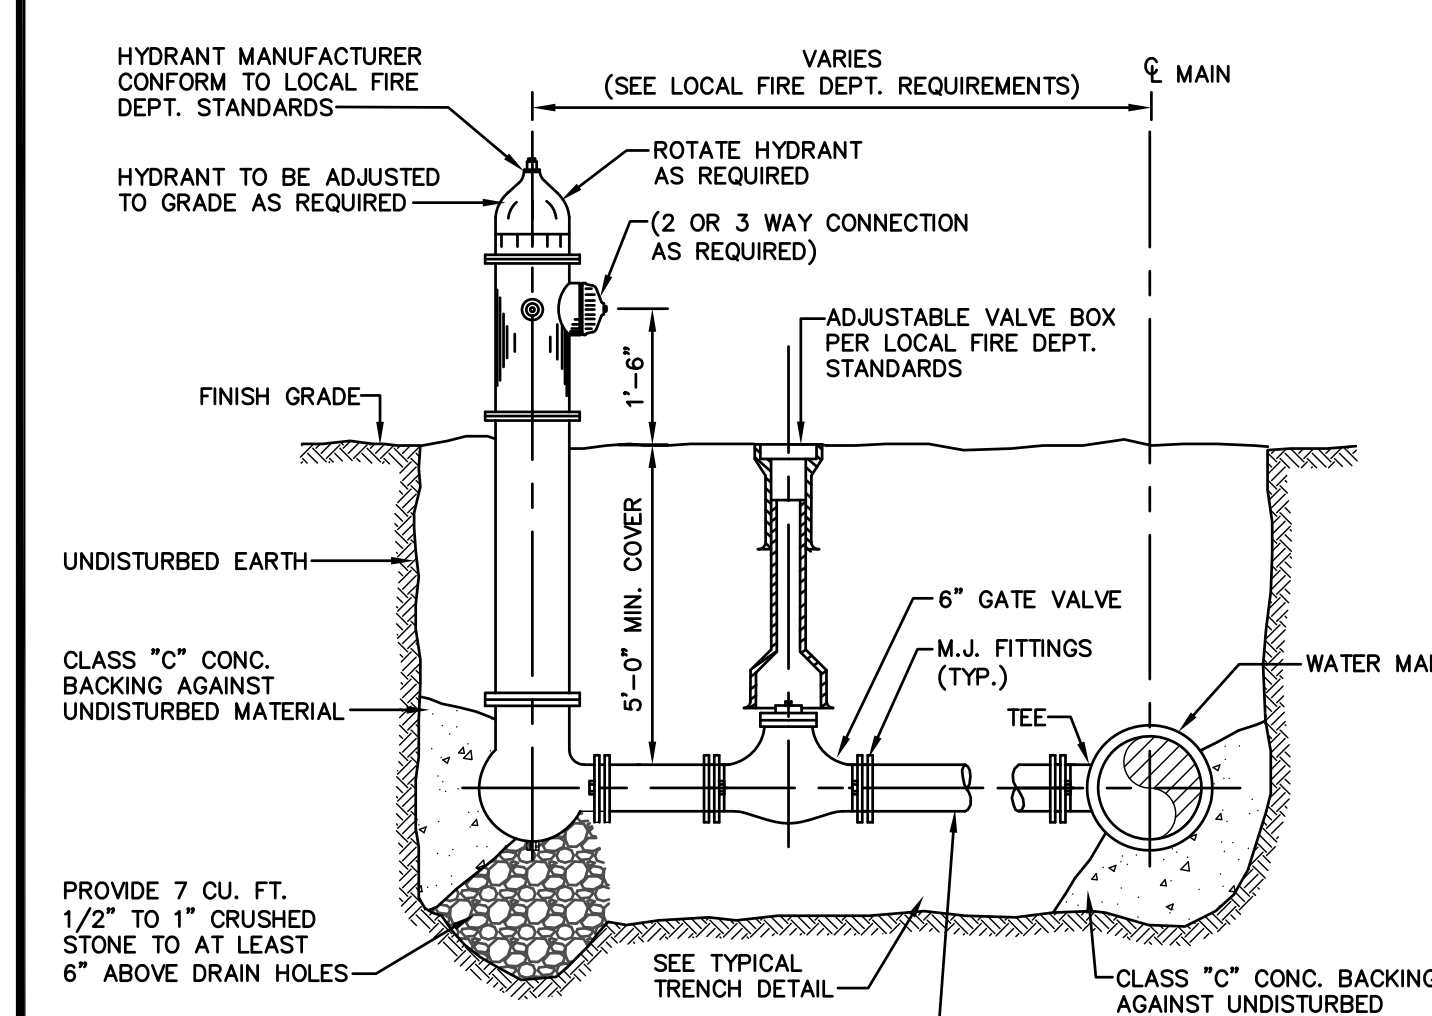 HYDRANT MANUFACTURER
CONFORM TO LOCAL FIRE
DEPT. STANDARDS
VARIES
(SEE LOCAL FIRE DEPT. REQUIREMENTS)
℄ MAIN
ROTATE HYDRANT
AS REQUIRED
HYDRANT TO BE ADJUSTED
TO GRADE AS REQUIRED
(2 OR 3 WAY CONNECTION
AS REQUIRED)
ADJUSTABLE VALVE BOX
PER LOCAL FIRE DEPT.
STANDARDS
1'-6"
FINISH GRADE
5'-0" MIN. COVER
UNDISTURBED EARTH
6" GATE VALVE
M.J. FITTINGS
(TYP.)
CLASS "C" CONC.
BACKING AGAINST
UNDISTURBED MATERIAL
WATER MA
TEE
PROVIDE 7 CU. FT.
1/2" TO 1" CRUSHED
STONE TO AT LEAST
6" ABOVE DRAIN HOLES
SEE TYPICAL
TRENCH DETAIL
CLASS "C" CONC. BACKING
AGAINST UNDISTURBED